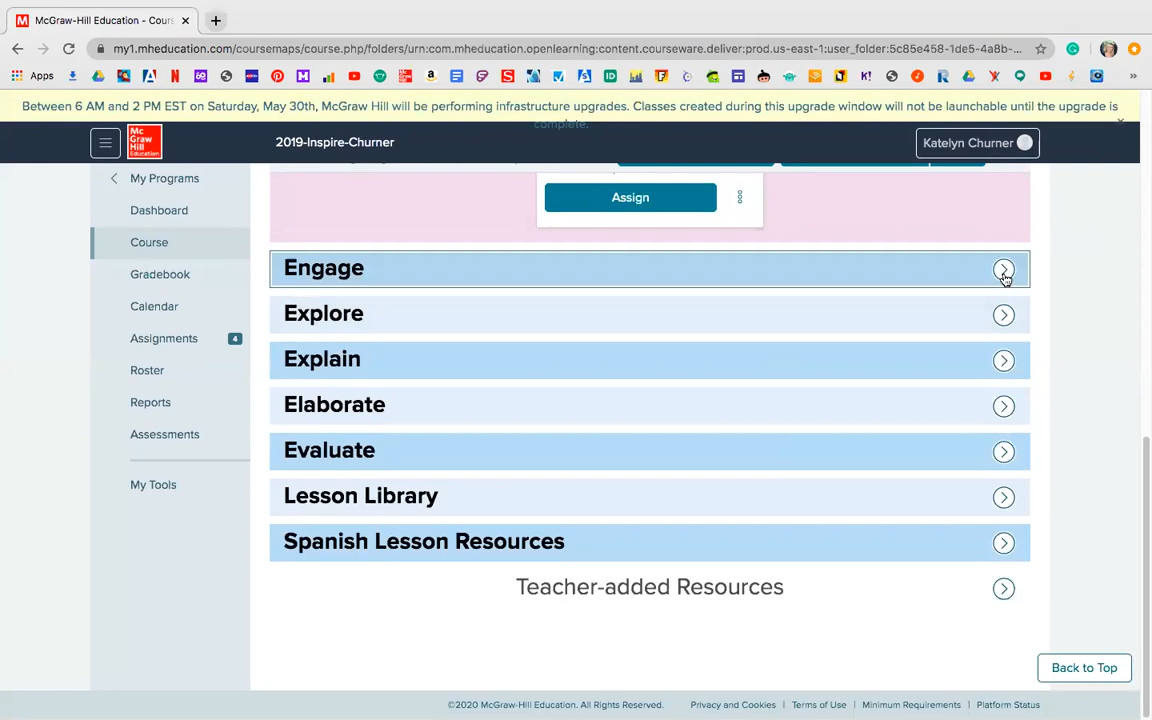 McGraw-Hill Education - Cours
my1.mheducation.com/coursemaps/course.php/folders/urn:com.mheducation.openlearning:content.courseware.deliver:prod.us-east-1:user_folder:5c85e458-1de5-4a8b-...
Apps
Between 6 AM and 2 PM EST on Saturday, May 30th, McGraw Hill will be performing infrastructure upgrades. Classes created during this upgrade window will not be launchable until the upgrade is
complete.
Mc Graw Hill Education
2019-Inspire-Churner
Katelyn Churner
My Programs
Dashboard
Course
Gradebook
Calendar
Assignments 4
Roster
Reports
Assessments
My Tools
Assign
Engage
Explore
Explain
Elaborate
Evaluate
Lesson Library
Spanish Lesson Resources
Teacher-added Resources
Back to Top
©2020 McGraw-Hill Education. All Rights Reserved. Privacy and Cookies | Terms of Use | Minimum Requirements | Platform Status